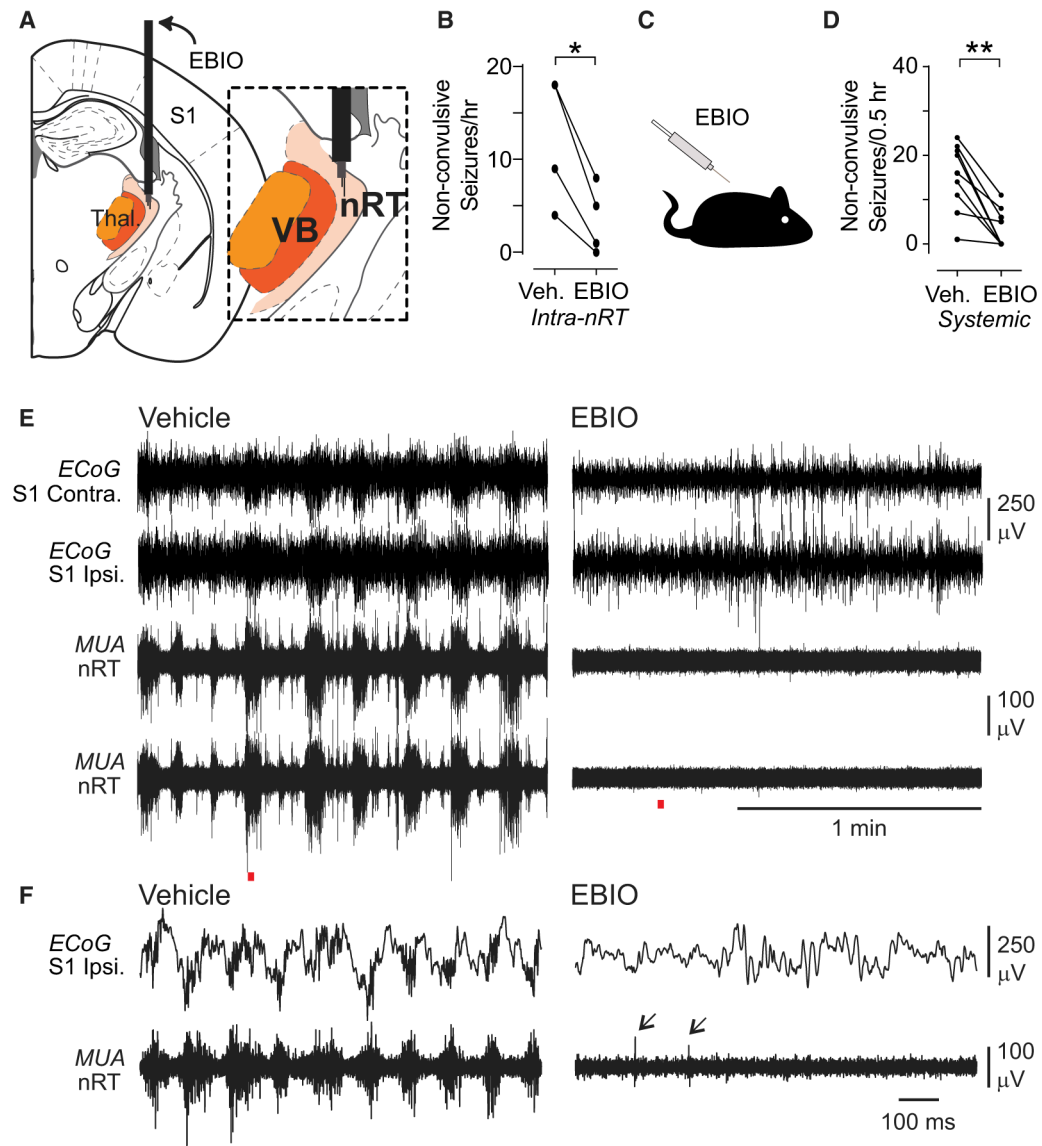 A
EBIO
S1
Thal.
VB
nRT
B
Non-convulsive
Seizures/hr
20
10
0
*
Veh. EBIO
Intra-nRT
C
EBIO
D
Non-convulsive
Seizures/0.5 hr
40
20
0
**
Veh. EBIO
Systemic
E
Vehicle
EBIO
ECoG
S1 Contra.
250
μV
ECoG
S1 Ipsi.
MUA
nRT
100
μV
MUA
nRT
1 min
F
Vehicle
EBIO
ECoG
S1 Ipsi.
250
μV
MUA
nRT
100
μV
100 ms